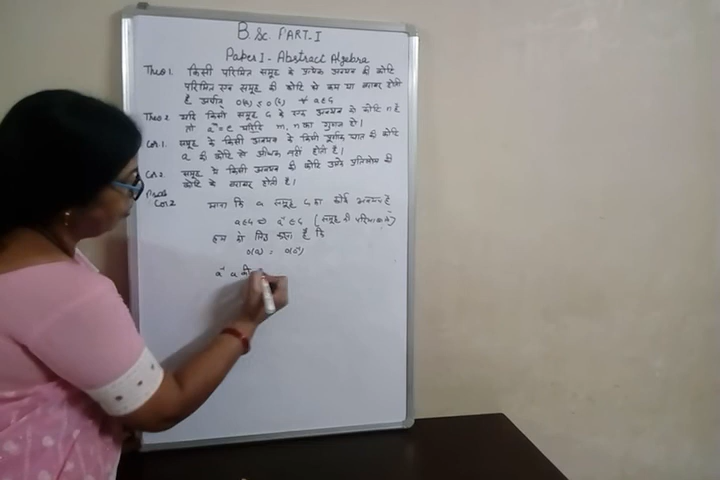 B.Sc. PART-I
Paper I - Abstract Algebra
Theo 1. किसी परिमित समूह के प्रत्येक अवयव की कोटि
परिमित एवं समूह की कोटि से कम या बराबर होती
है अर्थात् O(a) ≤ O(G) ∀ a∈G
Theo 2. यदि किसी समूह G के एक अवयव की कोटि n है
तो aᵐ = e यदि m, n का गुणज हो।
Cor. 1. समूह के किसी अवयव के किसी पूर्णांक घात की कोटि
a की कोटि से अधिक नहीं होती है।
Cor 2. समूह के किसी अवयव की कोटि उसके प्रतिलोम की
कोटि के बराबर होती है।
Proof
Cor. 2 माना कि a समूह G का कोई अवयव है
a∈G ⇒ a⁻¹ ∈ G (समूह की परिभाषा से)
हम को सिद्ध करना है कि
O(a) = O(a⁻¹)
a⁻¹ a की